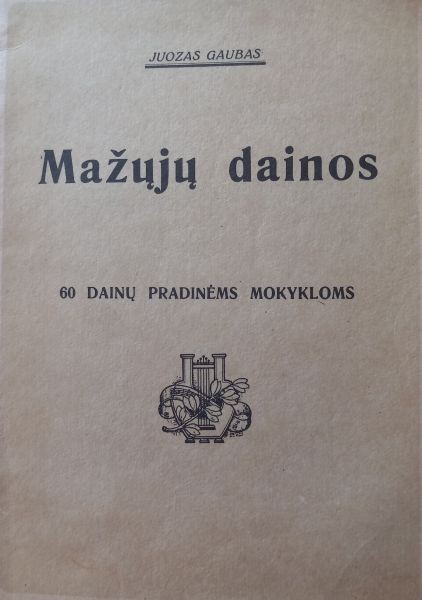 JUOZAS GAUBAS
Mažųjų dainos
60 DAINŲ PRADINĖMS MOKYKLOMS